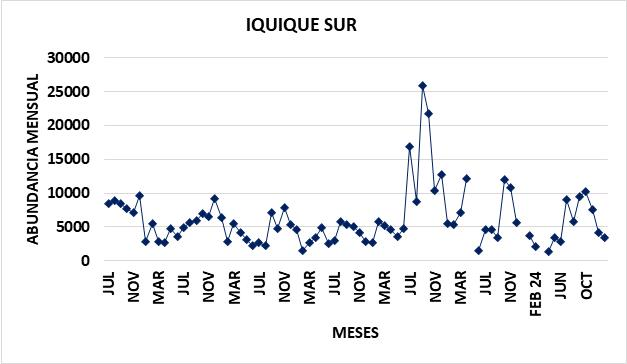 IQUIQUE SUR
ABUNDANCIA MENSUAL
30000
25000
20000
15000
10000
5000
0
JUL
NOV
MAR
JUL
NOV
MAR
JUL
NOV
MAR
JUL
NOV
MAR
JUL
NOV
MAR
JUL
NOV
FEB 24
JUN
OCT
MESES